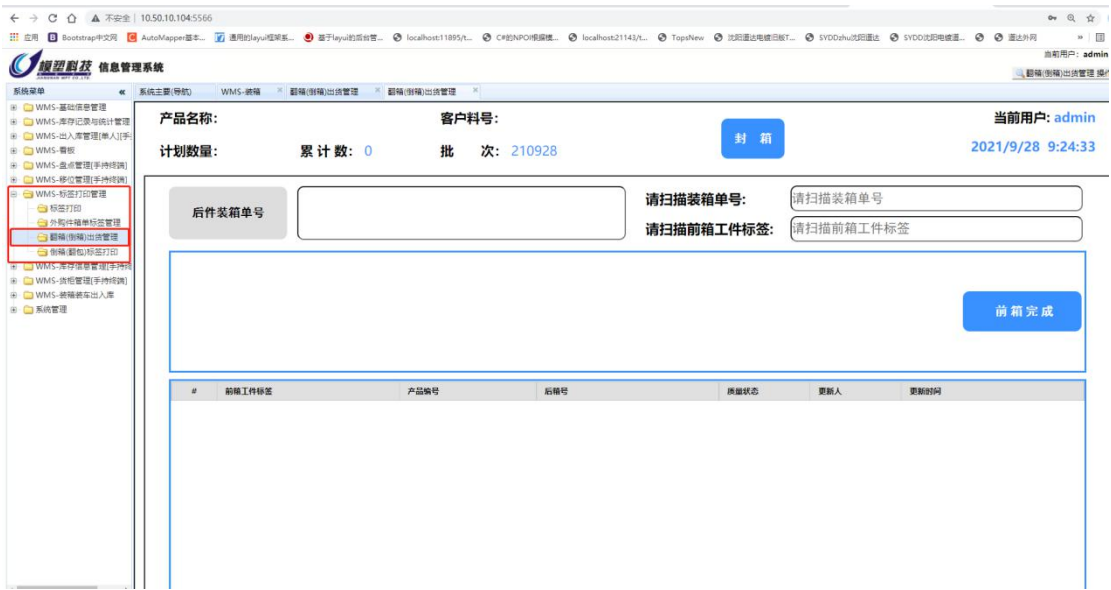 不安全 10.50.10.104:5566
应用 Bootstrap中文网 AutoMapper基本... 通用的layui框架系... 基于layui的后台管... localhost:11895/t... C#的NPOI根据模... localhost:21143/t... TopsNew 沈阳道达电镀旧版T... SYDDzhu沈阳道达 SYDD沈阳电镀道... 道达外网 »
当前用户: admin
模塑科技 信息管理系统
翻箱(倒箱)出货管理 操作
系统菜单 « 系统主要(导航) WMS-装箱 × 翻箱(倒箱)出货管理 × 翻箱(倒箱)出货管理 ×
WMS-基础信息管理
WMS-库存记录与统计管理
WMS-出入库管理[单人][手
WMS-看板
WMS-盘点管理[手持终端]
WMS-移位管理[手持终端]
WMS-标签打印管理
标签打印
外购件箱单标签管理
翻箱(倒箱)出货管理
倒箱(翻包)标签打印
WMS-库存信息管理[手持终
WMS-货柜管理[手持终端]
WMS-装箱装车出入库
系统管理
产品名称: 客户料号: 当前用户: admin
封 箱
计划数量: 累 计 数: 0 批 次: 210928 2021/9/28 9:24:33
后件装箱单号 请扫描装箱单号: 请扫描装箱单号
请扫描前箱工件标签: 请扫描前箱工件标签
前 箱 完 成
# 前箱工件标签 产品编号 后箱号 质量状态 更新人 更新时间